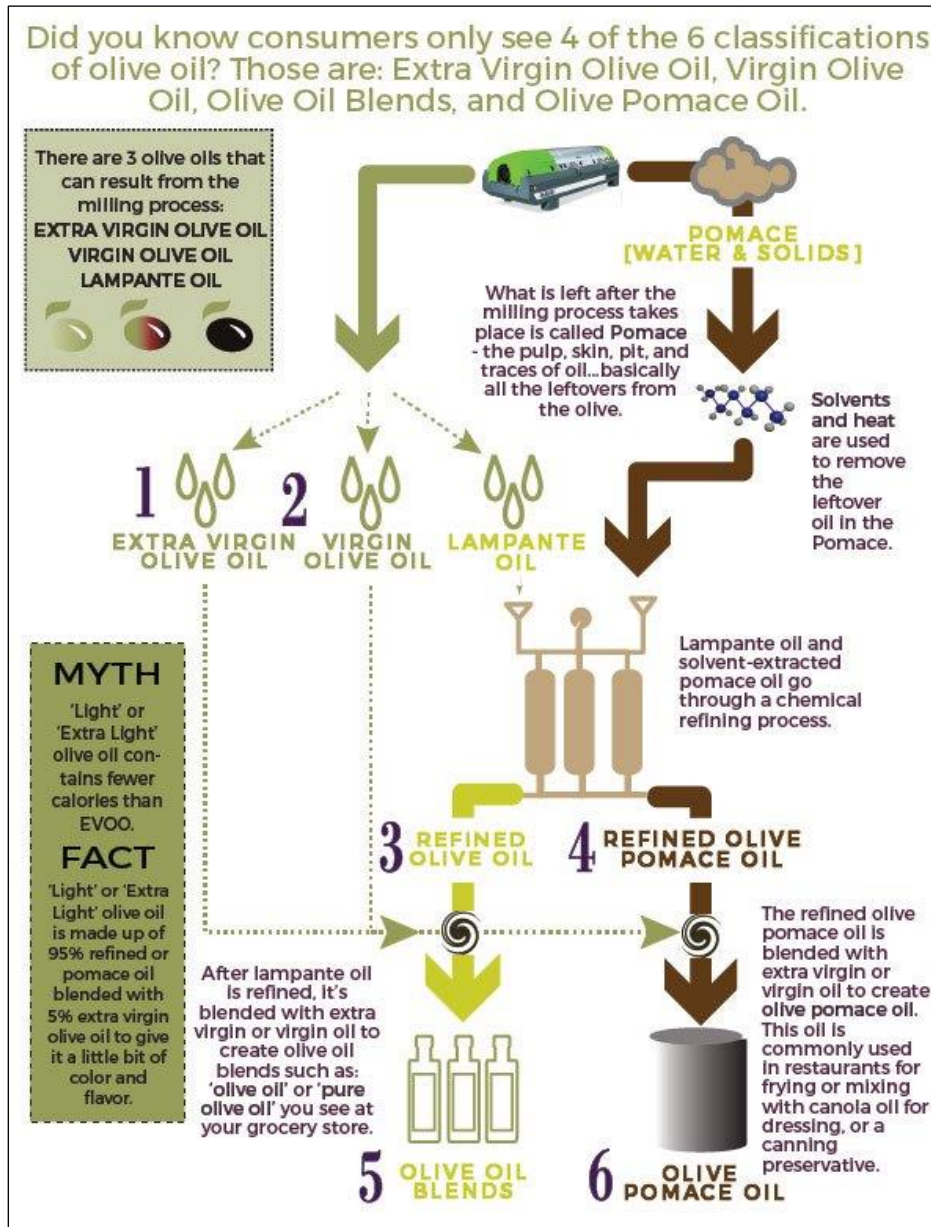 Did you know consumers only see 4 of the 6 classifications
of olive oil? Those are: Extra Virgin Olive Oil, Virgin Olive
Oil, Olive Oil Blends, and Olive Pomace Oil.
There are 3 olive oils that
can result from the
milling process:
EXTRA VIRGIN OLIVE OIL
VIRGIN OLIVE OIL
LAMPANTE OIL
POMACE
[WATER & SOLIDS]
What is left after the
milling process takes
place is called Pomace
- the pulp, skin, pit, and
traces of oil...basically
all the leftovers from
the olive.
Solvents
and heat
are used
to remove
the
leftover
oil in the
Pomace.
1
EXTRA VIRGIN
OLIVE OIL
2
VIRGIN
OLIVE OIL
LAMPANTE
OIL
Lampante oil and
solvent-extracted
pomace oil go
through a chemical
refining process.
MYTH
'Light' or
'Extra Light'
olive oil con-
tains fewer
calories than
EVOO.
FACT
'Light' or 'Extra
Light' olive oil
is made up of
95% refined or
pomace oil
blended with
5% extra virgin
olive oil to give
it a little bit of
color and
flavor.
3
REFINED
OLIVE OIL
4
REFINED OLIVE
POMACE OIL
After lampante oil
is refined, it's
blended with extra
virgin or virgin oil to
create olive oil
blends such as:
'olive oil' or 'pure
olive oil' you see at
your grocery store.
The refined olive
pomace oil is
blended with
extra virgin or
virgin oil to create
olive pomace oil.
This oil is
commonly used
in restaurants for
frying or mixing
with canola oil for
dressing, or a
canning
preservative.
5
OLIVE OIL
BLENDS
6
OLIVE
POMACE OIL